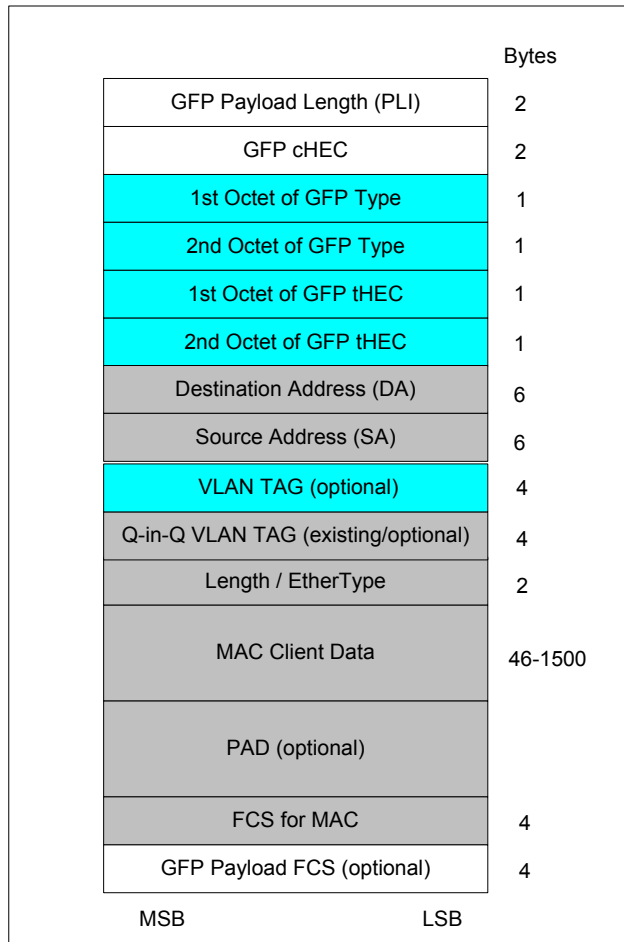 Bytes
GFP Payload Length (PLI) 2
GFP cHEC 2
1st Octet of GFP Type 1
2nd Octet of GFP Type 1
1st Octet of GFP tHEC 1
2nd Octet of GFP tHEC 1
Destination Address (DA) 6
Source Address (SA) 6
VLAN TAG (optional) 4
Q-in-Q VLAN TAG (existing/optional) 4
Length / EtherType 2
MAC Client Data 46-1500
PAD (optional)
FCS for MAC 4
GFP Payload FCS (optional) 4
MSB LSB